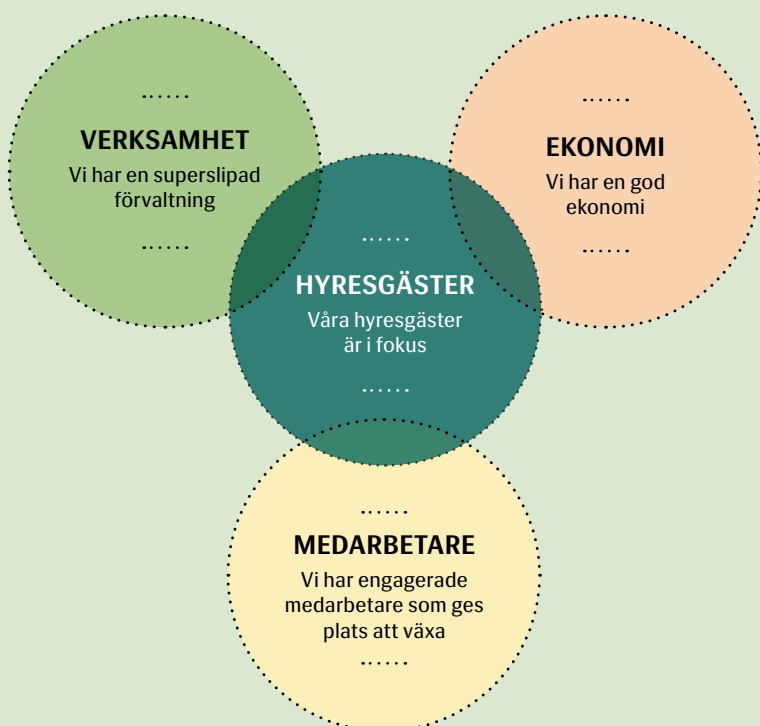 VERKSAMHET
Vi har en superslipad
förvaltning
EKONOMI
Vi har en god
ekonomi
HYRESGÄSTER
Våra hyresgäster
är i fokus
MEDARBETARE
Vi har engagerade
medarbetare som ges
plats att växa